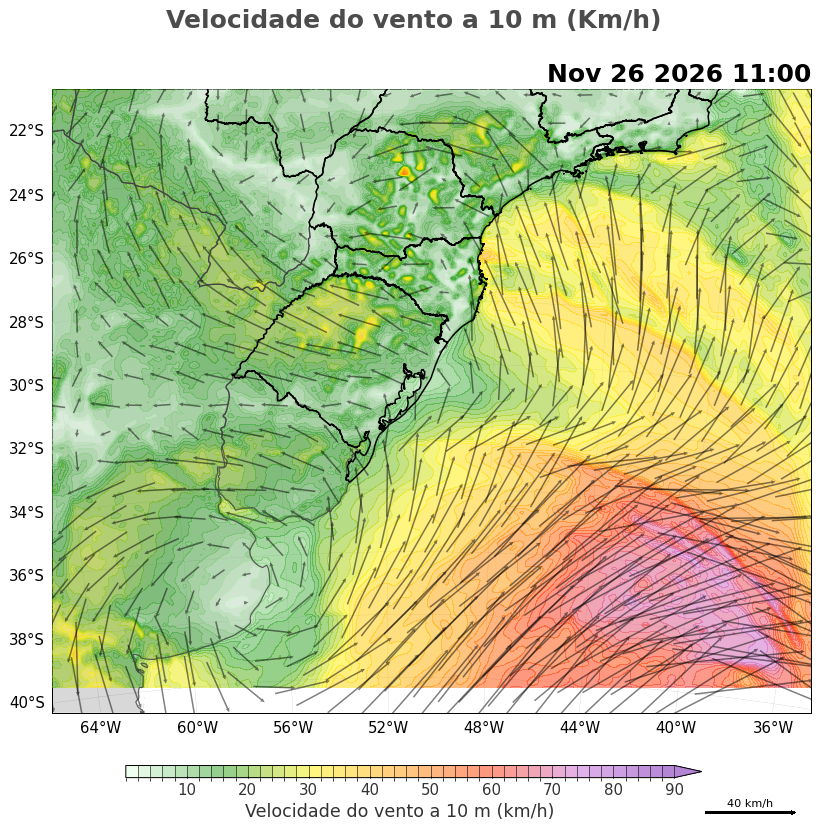 Velocidade do vento a 10 m (Km/h)
Nov 26 2026 11:00
22°S
24°S
26°S
28°S
30°S
32°S
34°S
36°S
38°S
40°S
64°W 60°W 56°W 52°W 48°W 44°W 40°W 36°W
10 20 30 40 50 60 70 80 90
Velocidade do vento a 10 m (km/h)
40 km/h